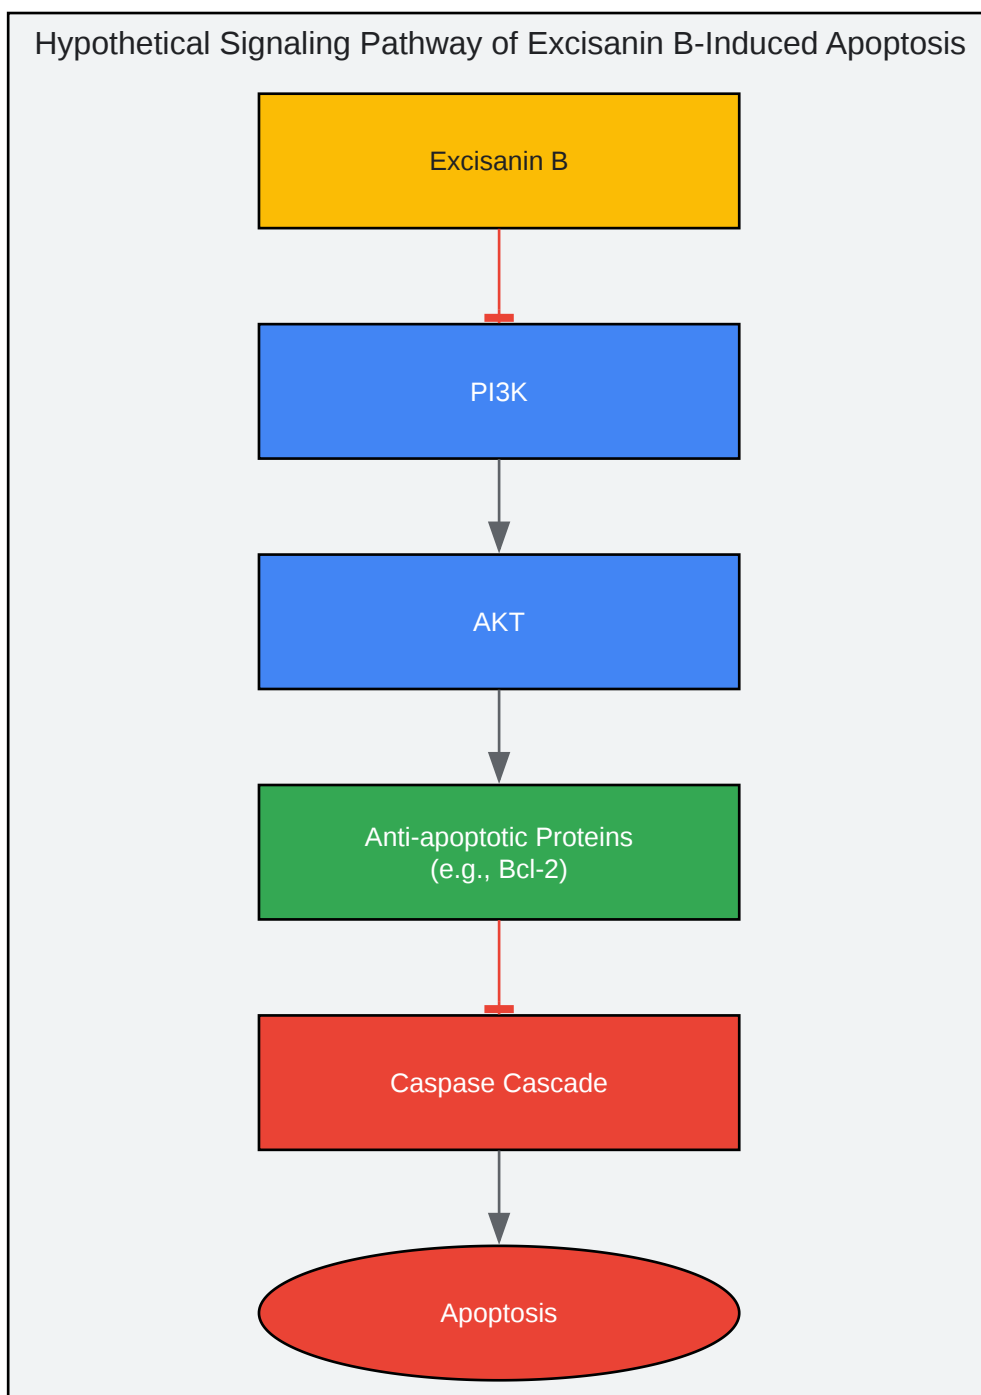 Hypothetical Signaling Pathway of Excisanin B-Induced Apoptosis
Excisanin B
PI3K
AKT
Anti-apoptotic Proteins
(e.g., Bcl-2)
Caspase Cascade
Apoptosis